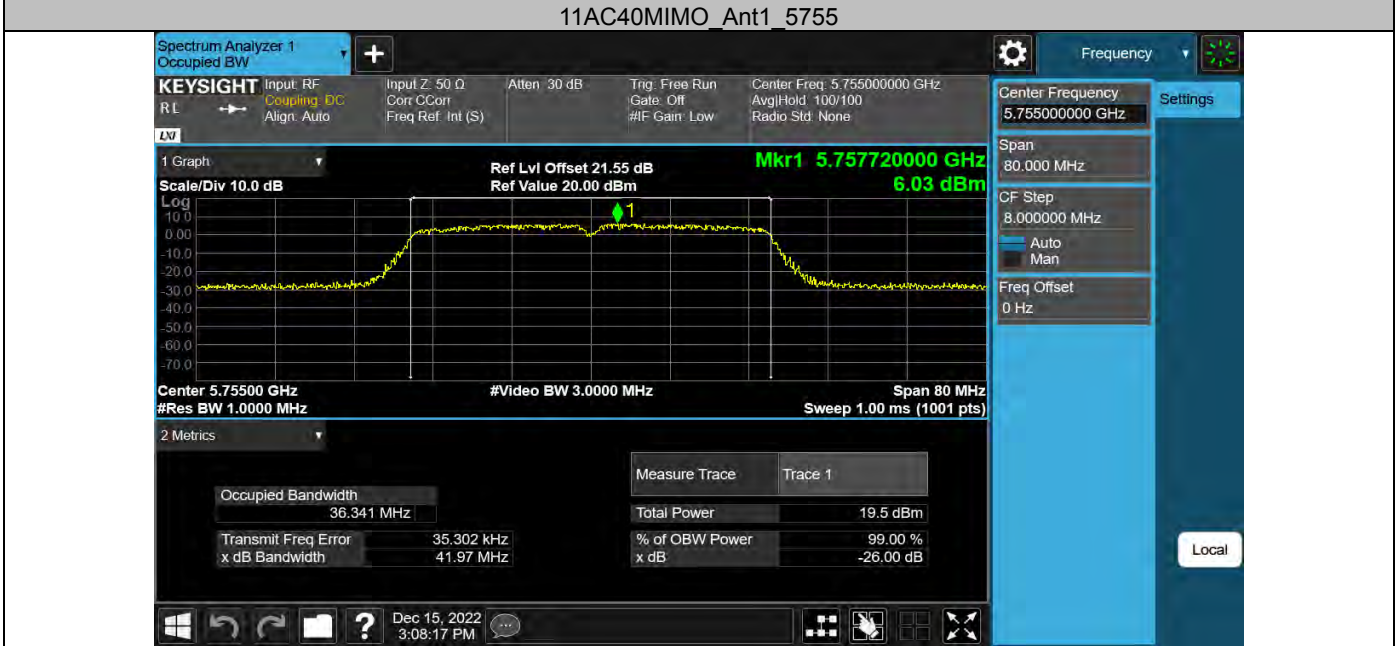 11AC40MIMO_Ant1_5755
Spectrum Analyzer 1
Occupied BW
Frequency
KEYSIGHT
Input: RF
Coupling: DC
Align: Auto
Input Z: 50 Ω
Corr CCorr
Freq Ref: Int (S)
Atten: 30 dB
Trig: Free Run
Gate: Off
#IF Gain: Low
Center Freq: 5.755000000 GHz
Avg|Hold: 100/100
Radio Std: None
R L
LXI
Center Frequency
5.755000000 GHz
Settings
Span
80.000 MHz
CF Step
8.000000 MHz
Auto
Man
Freq Offset
0 Hz
1 Graph
Ref Lvl Offset 21.55 dB
Mkr1 5.757720000 GHz
Scale/Div 10.0 dB
Ref Value 20.00 dBm
6.03 dBm
Log
10.0
0.00
-10.0
-20.0
-30.0
-40.0
-50.0
-60.0
-70.0
1
Center 5.75500 GHz
#Video BW 3.0000 MHz
Span 80 MHz
#Res BW 1.0000 MHz
Sweep 1.00 ms (1001 pts)
2 Metrics
Measure Trace
Trace 1
Occupied Bandwidth
36.341 MHz
Total Power
19.5 dBm
Transmit Freq Error
35.302 kHz
% of OBW Power
99.00 %
x dB Bandwidth
41.97 MHz
x dB
-26.00 dB
Local
?
Dec 15, 2022
3:08:17 PM